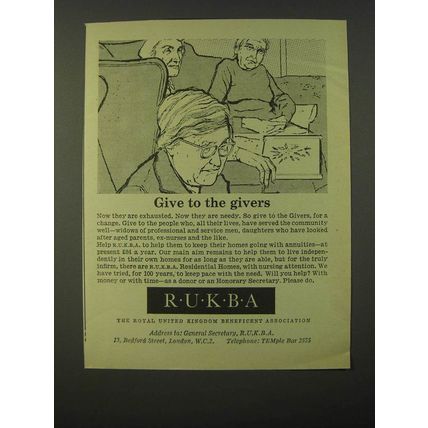 Give to the givers
Now they are exhausted. Now they are needy. So give to the Givers, for a
change. Give to the people who, all their lives, have served the community
well—widows of professional and service men, daughters who have looked
after aged parents, ex-nurses and the like.
Help R.U.K.B.A. to help them to keep their homes going with annuities—at
present £84 a year. Our main aim remains to help them to live independ-
ently in their own homes for as long as they are able, but for the truly
infirm, there are R.U.K.B.A. Residential Homes, with nursing attention. We
have tried, for 100 years, to keep pace with the need. Will you help? With
money or with time—as a donor or an Honorary Secretary. Please do.
R·U·K·B·A
THE ROYAL UNITED KINGDOM BENEFICENT ASSOCIATION
Address to: General Secretary, R.U.K.B.A.
13, Bedford Street, London, W.C.2. Telephone: TEMple Bar 2575